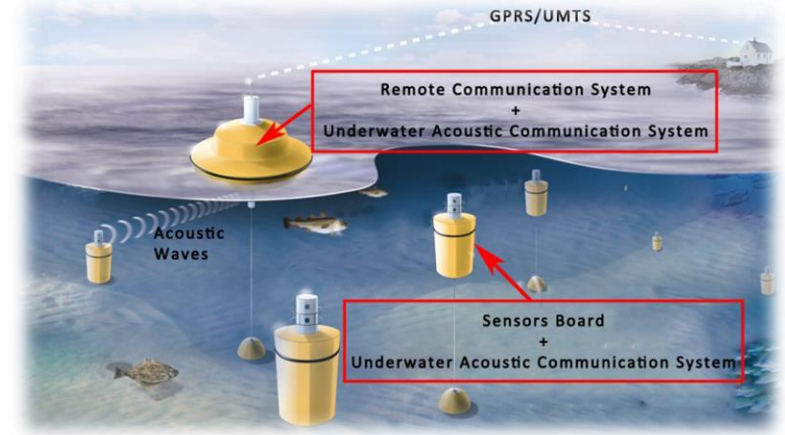 GPRS/UMTS
Remote Communication System
+
Underwater Acoustic Communication System
Acoustic
Waves
Sensors Board
+
Underwater Acoustic Communication System